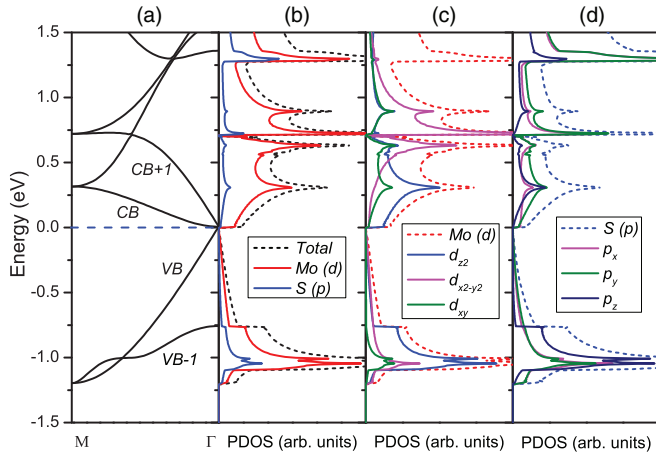 (a) (b) (c) (d)
Energy (eV)
1.5
1.0
0.5
0.0
-0.5
-1.0
-1.5
CB+1
CB
VB
VB-1
M Γ
Total
Mo (d)
S (p)
PDOS (arb. units)
Mo (d)
d_z2
d_x2-y2
d_xy
PDOS (arb. units)
S (p)
p_x
p_y
p_z
PDOS (arb. units)